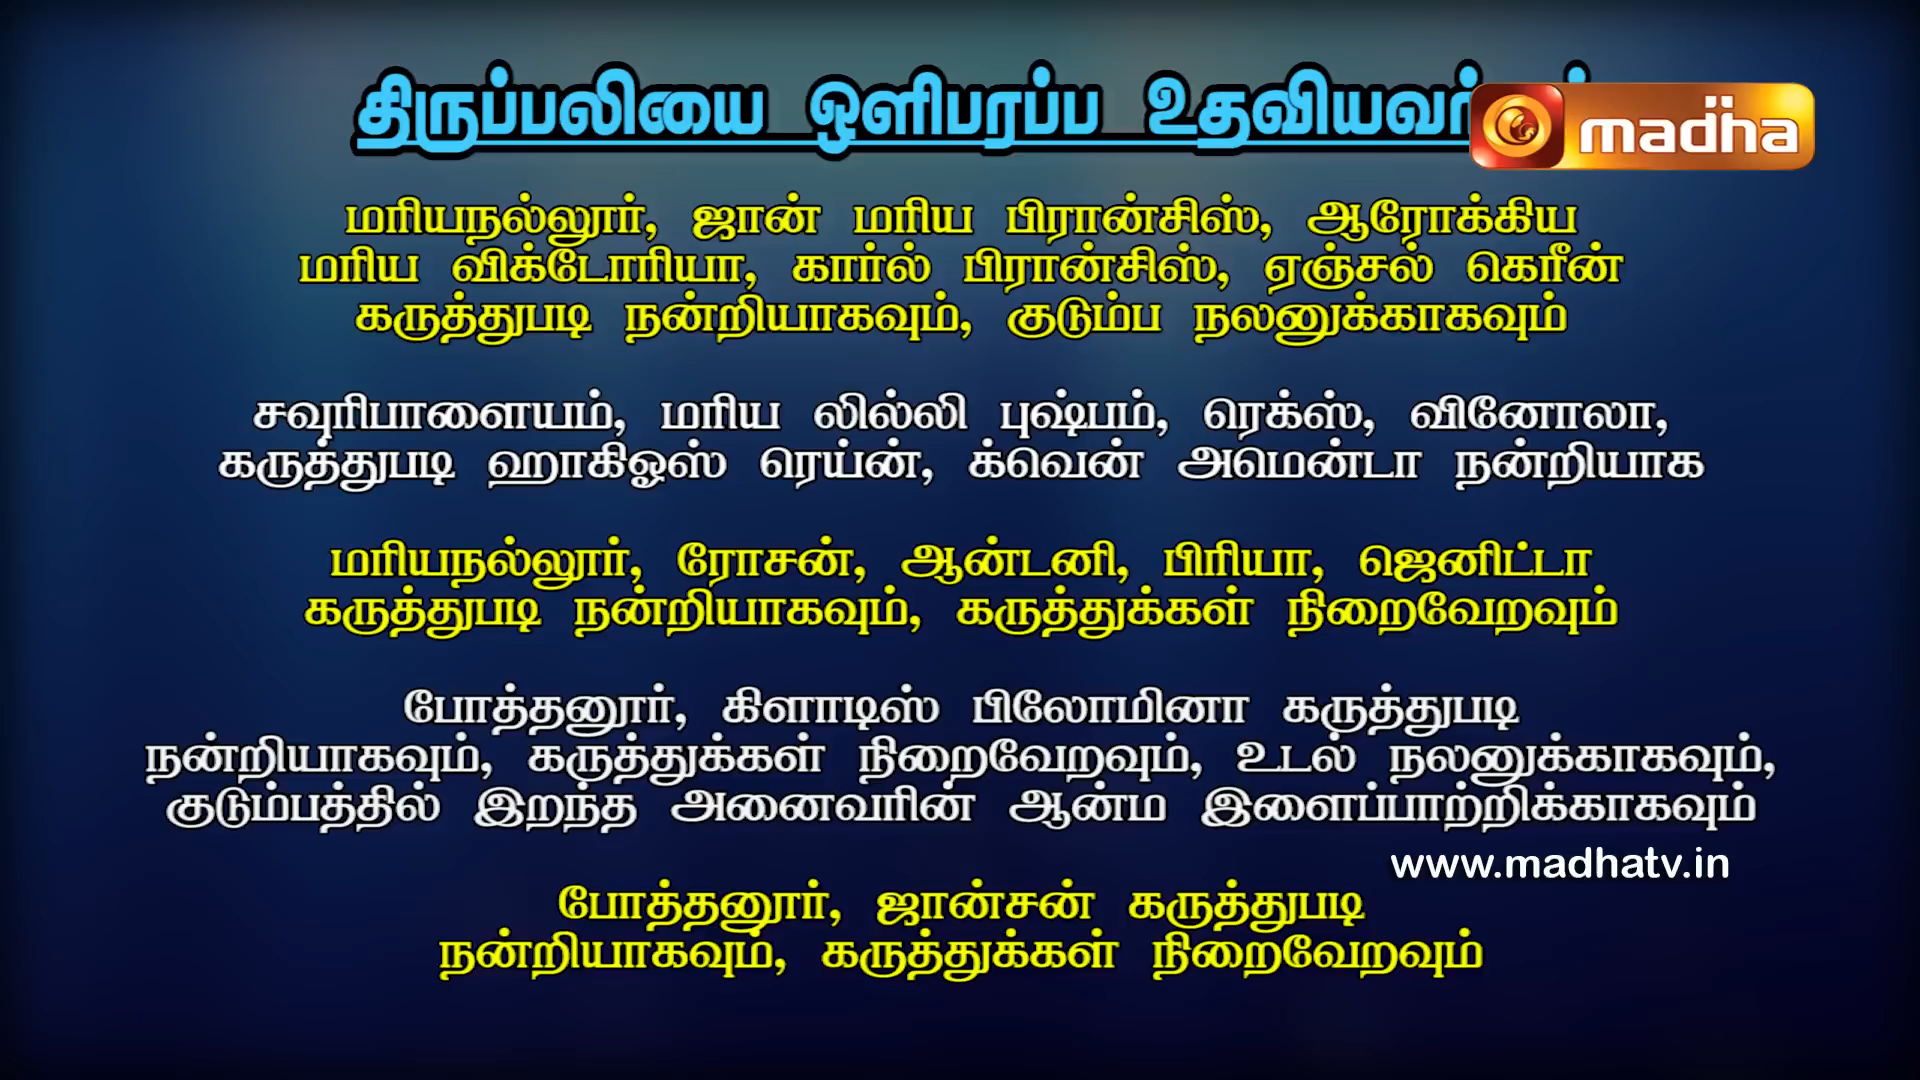 திருப்பலியை ஒளிபரப்ப
madha
மரியநல்லூர், ஜான் மரிய பிரான்சிஸ், ஆரோக்கிய
மரிய விக்டோரியா, கார்ல் பிரான்சிஸ், ஏஞ்சல் கெரீன்
கருத்துபடி நன்றியாகவும், குடும்ப நலனுக்காகவும்
சவுரிபாளையம், மரிய லில்லி புஷ்பம், ரெக்ஸ், வினோலா,
கருத்துபடி ஹாகிஓஸ் ரெய்ன், க்வென் அமென்டா நன்றியாக
மரியநல்லூர், ரோசன், ஆன்டனி, பிரியா, ஜெனிட்டா
கருத்துபடி நன்றியாகவும், கருத்துக்கள் நிறைவேறவும்
போத்தனூர், கிளாடிஸ் பிலோமினா கருத்துபடி
நன்றியாகவும், கருத்துக்கள் நிறைவேறவும், உடல் நலனுக்காகவும்,
குடும்பத்தில் இறந்த அனைவரின் ஆன்ம இளைப்பாற்றிக்காகவும்
www.madhatv.in
போத்தனூர், ஜான்சன் கருத்துபடி
நன்றியாகவும், கருத்துக்கள் நிறைவேறவும்